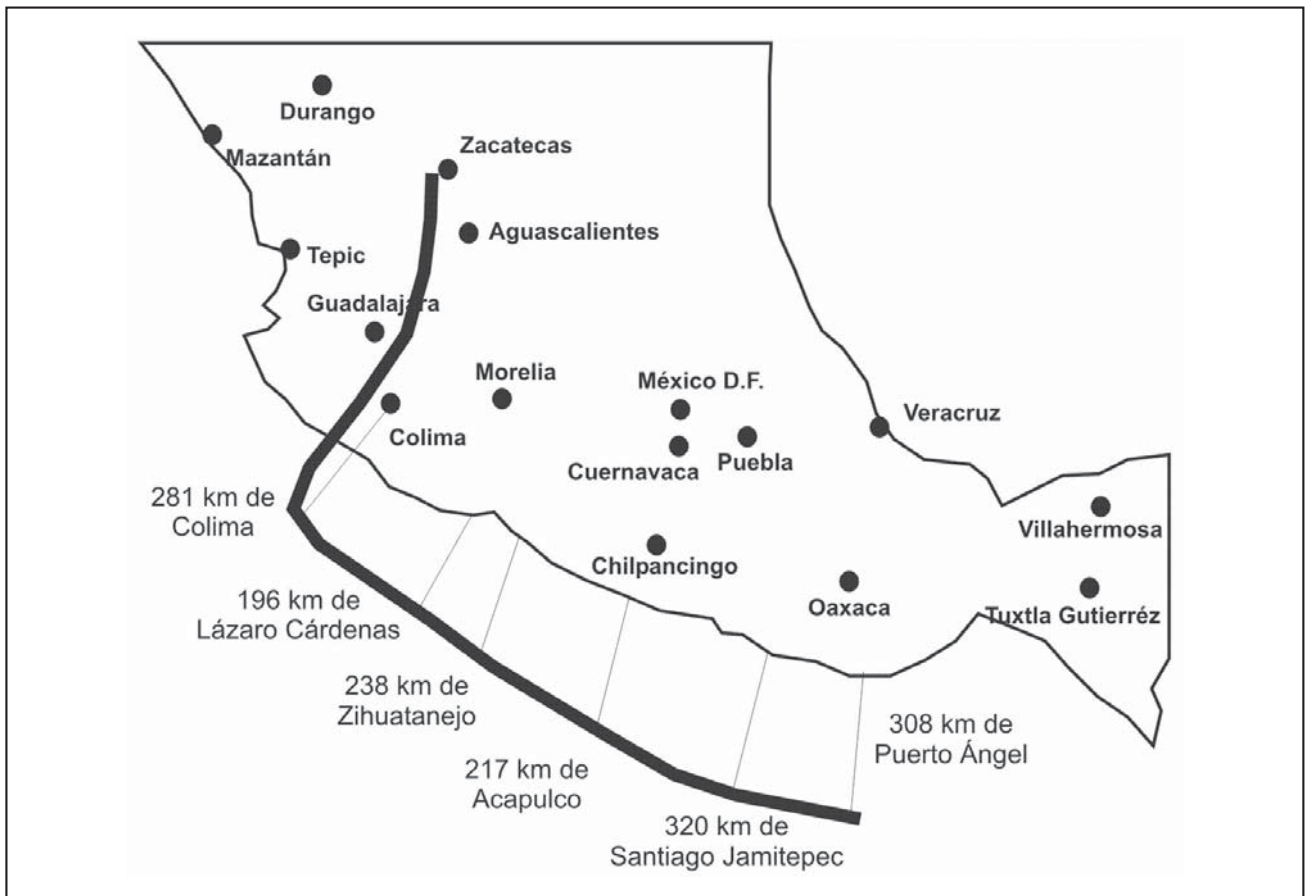 Durango
Mazantán
Zacatecas
Aguascalientes
Tepic
Guadalajara
Morelia
México D.F.
Colima
Veracruz
Cuernavaca
Puebla
281 km de
Colima
Villahermosa
Chilpancingo
Oaxaca
Tuxtla Gutierréz
196 km de
Lázaro Cárdenas
238 km de
Zihuatanejo
308 km de
Puerto Ángel
217 km de
Acapulco
320 km de
Santiago Jamitepec